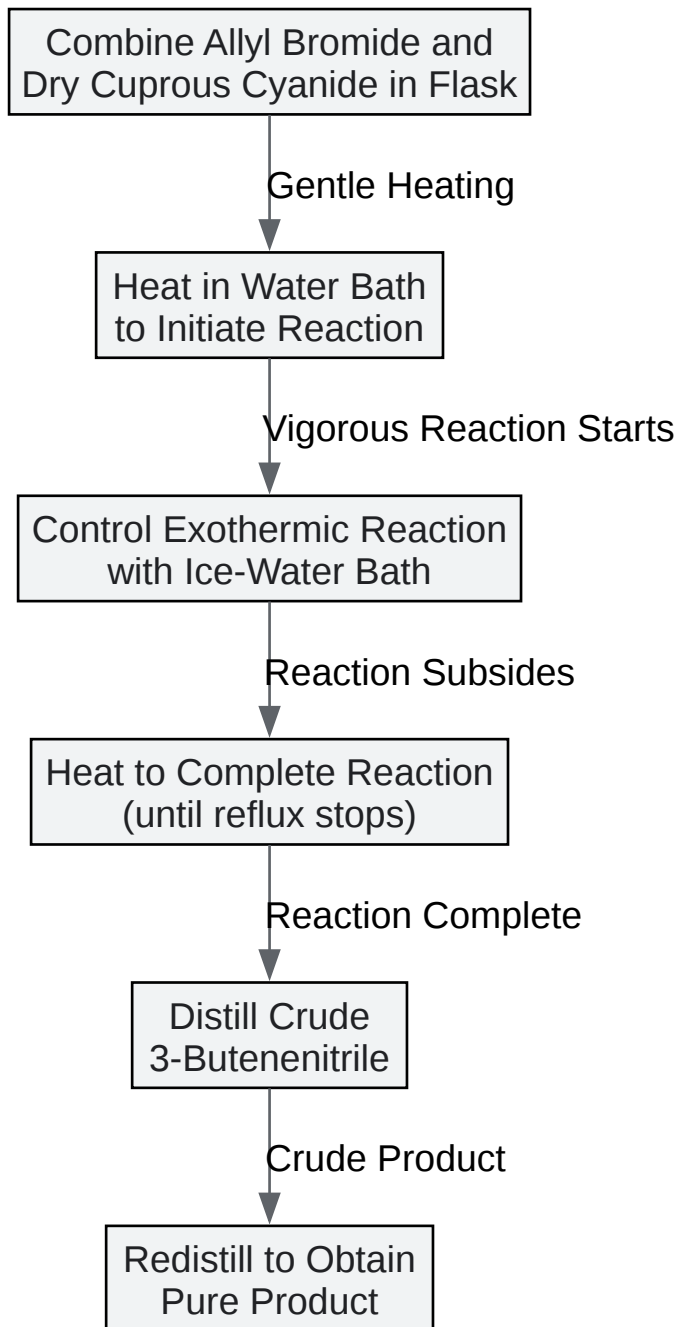 Combine Allyl Bromide and
Dry Cuprous Cyanide in Flask
Gentle Heating
Heat in Water Bath
to Initiate Reaction
Vigorous Reaction Starts
Control Exothermic Reaction
with Ice-Water Bath
Reaction Subsides
Heat to Complete Reaction
(until reflux stops)
Reaction Complete
Distill Crude
3-Butenenitrile
Crude Product
Redistill to Obtain
Pure Product